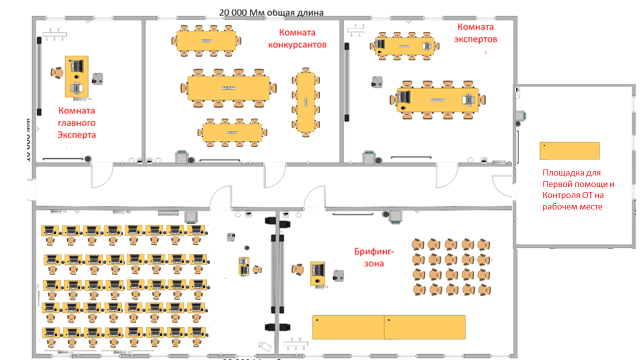 20 000 Мм общая длина
Комната
конкурсантов
Комната
экспертов
Комната
главного
Эксперта
Площадка для
Первой помощи и
Контроля ОТ на
рабочем месте
Брифинг-
зона